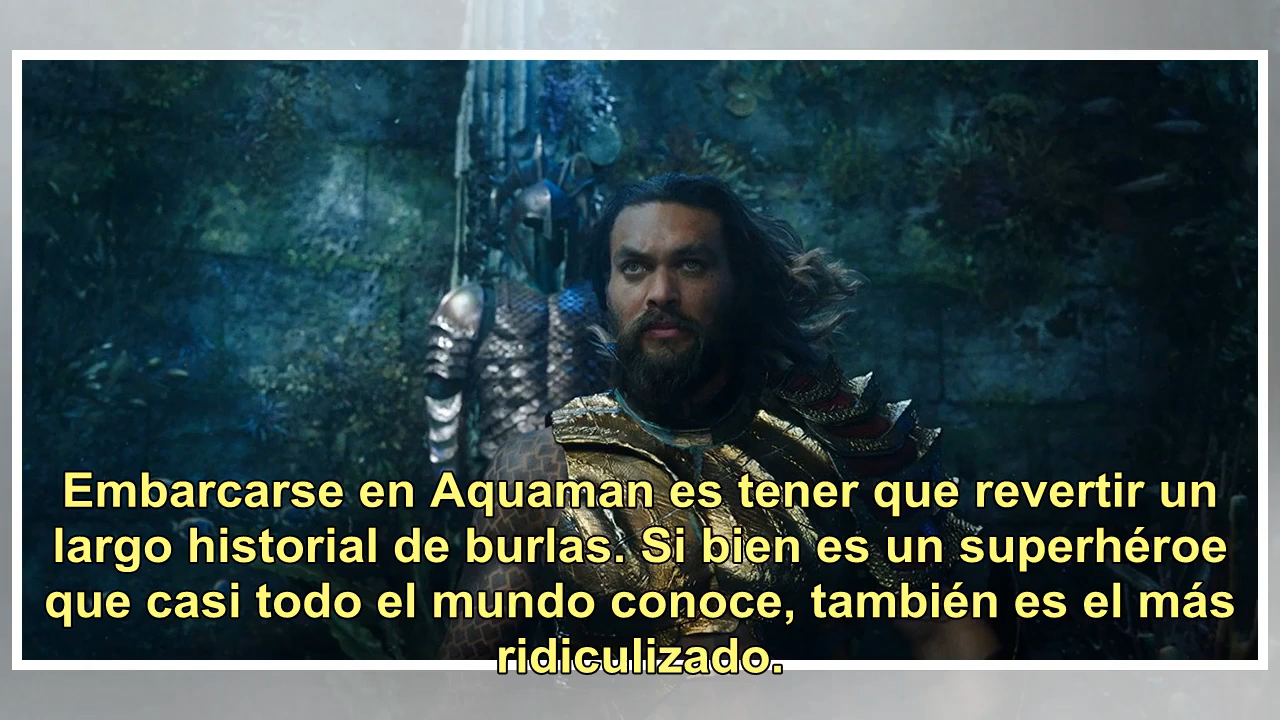 Embarcarse en Aquaman es tener que revertir un
largo historial de burlas. Si bien es un superhéroe
que casi todo el mundo conoce, también es el más
ridiculizado.